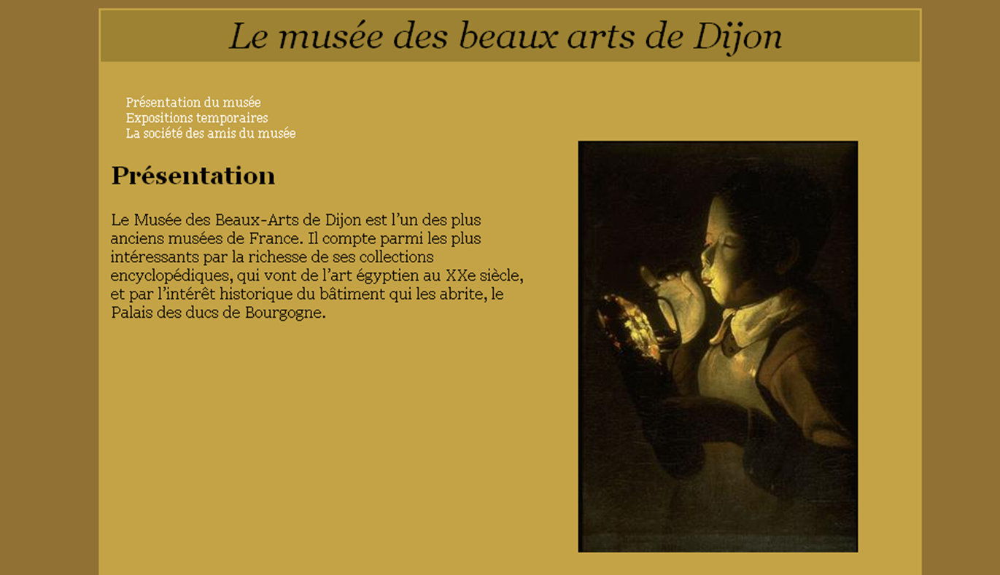 Le musée des beaux arts de Dijon
Présentation du musée
Expositions temporaires
La société des amis du musée
Présentation
Le Musée des Beaux-Arts de Dijon est l’un des plus
anciens musées de France. Il compte parmi les plus
intéressants par la richesse de ses collections
encyclopédiques, qui vont de l’art égyptien au XXe siècle,
et par l’intérêt historique du bâtiment qui les abrite, le
Palais des ducs de Bourgogne.